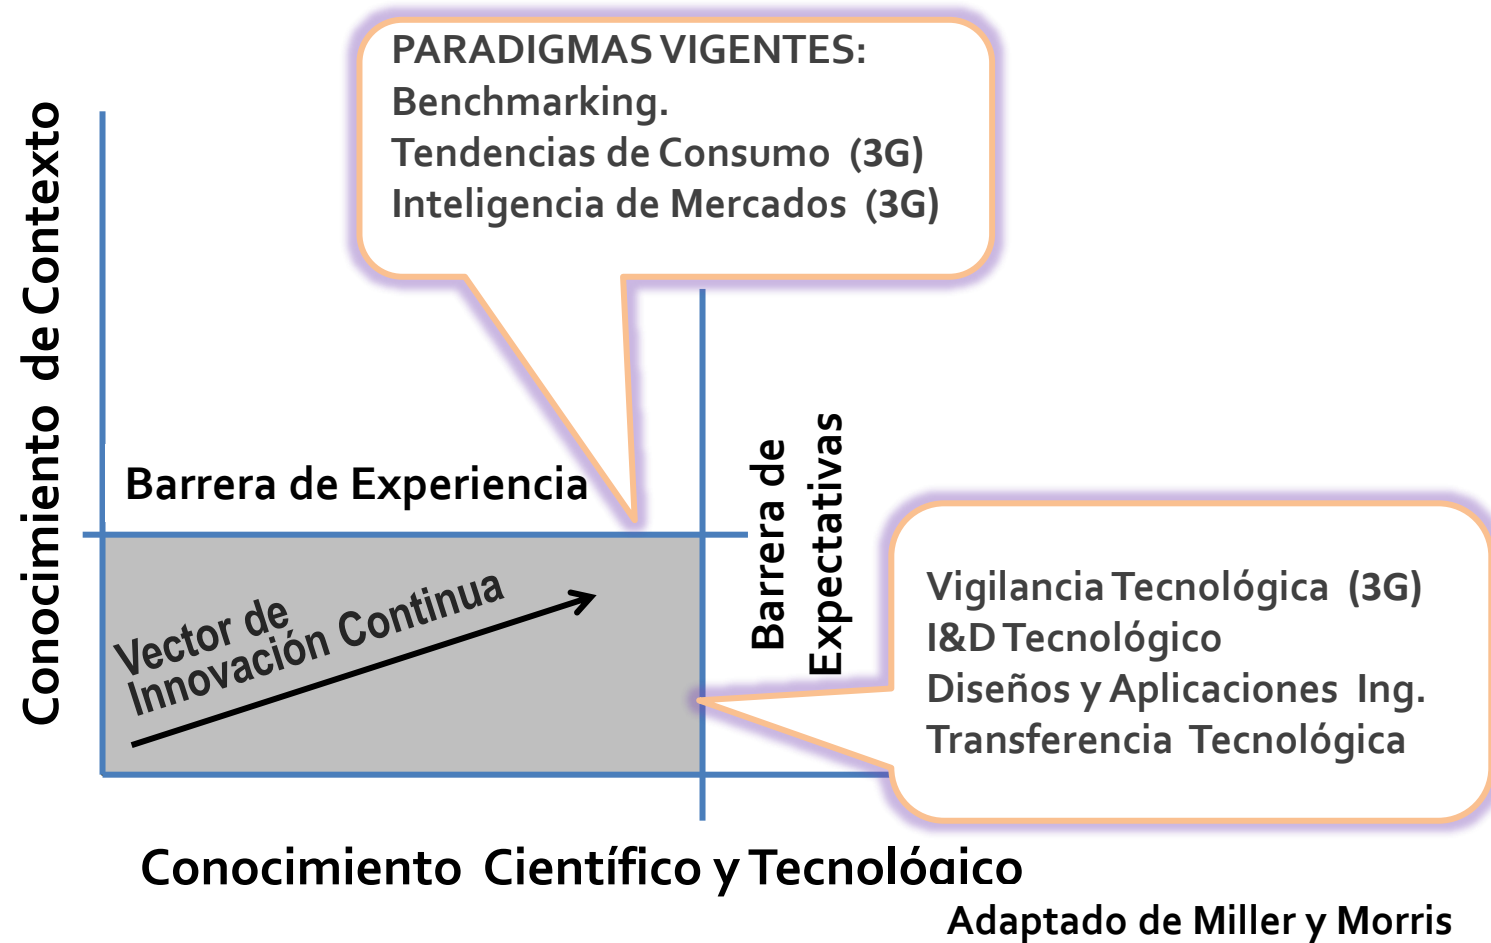 PARADIGMAS VIGENTES:
Benchmarking.
Tendencias de Consumo (3G)
Inteligencia de Mercados (3G)
Conocimiento de Contexto
Barrera de Experiencia
Barrera de
Expectativas
Vector de
Innovación Continua
Vigilancia Tecnológica (3G)
I&D Tecnológico
Diseños y Aplicaciones Ing.
Transferencia Tecnológica
Conocimiento Científico y Tecnológico
Adaptado de Miller y Morris